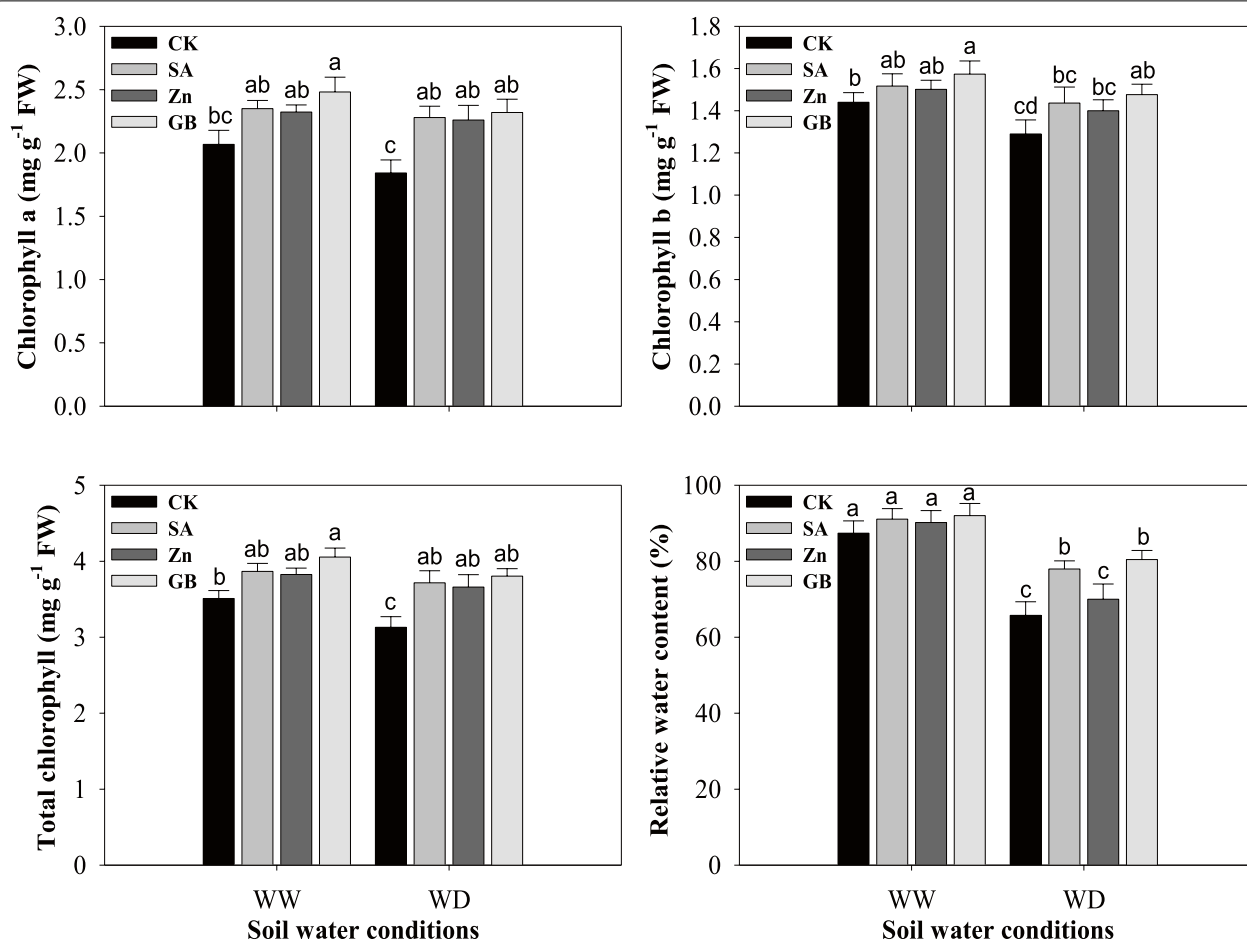 Chlorophyll a (mg g-1 FW)
3.0
2.5
2.0
1.5
1.0
0.5
0.0
CK
SA
Zn
GB
bc
ab
ab
a
c
ab
ab
ab
Chlorophyll b (mg g-1 FW)
1.8
1.6
1.4
1.2
1.0
0.8
0.6
0.4
0.2
0.0
CK
SA
Zn
GB
b
ab
ab
a
cd
bc
bc
ab
Total chlorophyll (mg g-1 FW)
5
4
3
2
1
0
CK
SA
Zn
GB
b
ab
ab
a
c
ab
ab
ab
WW
WD
Soil water conditions
Relative water content (%)
100
80
60
40
20
0
CK
SA
Zn
GB
a
a
a
a
c
b
c
b
WW
WD
Soil water conditions